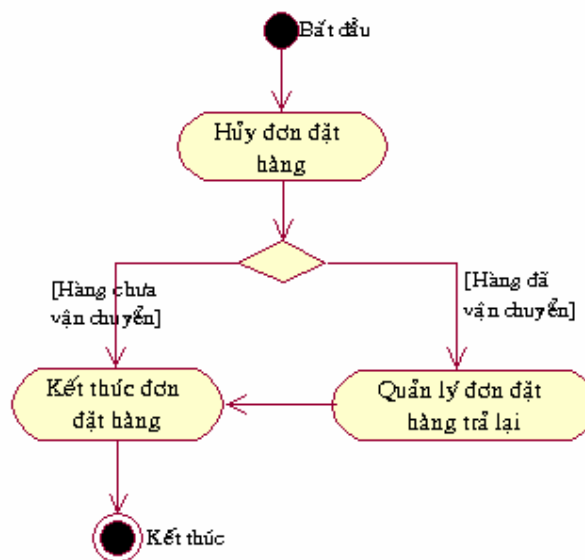 Bắt đầu
Hủy đơn đặt
hàng
[Hàng chưa
vận chuyển]
[Hàng đã
vận chuyển]
Kết thúc đơn
đặt hàng
Quản lý đơn đặt
hàng trả lại
Kết thúc